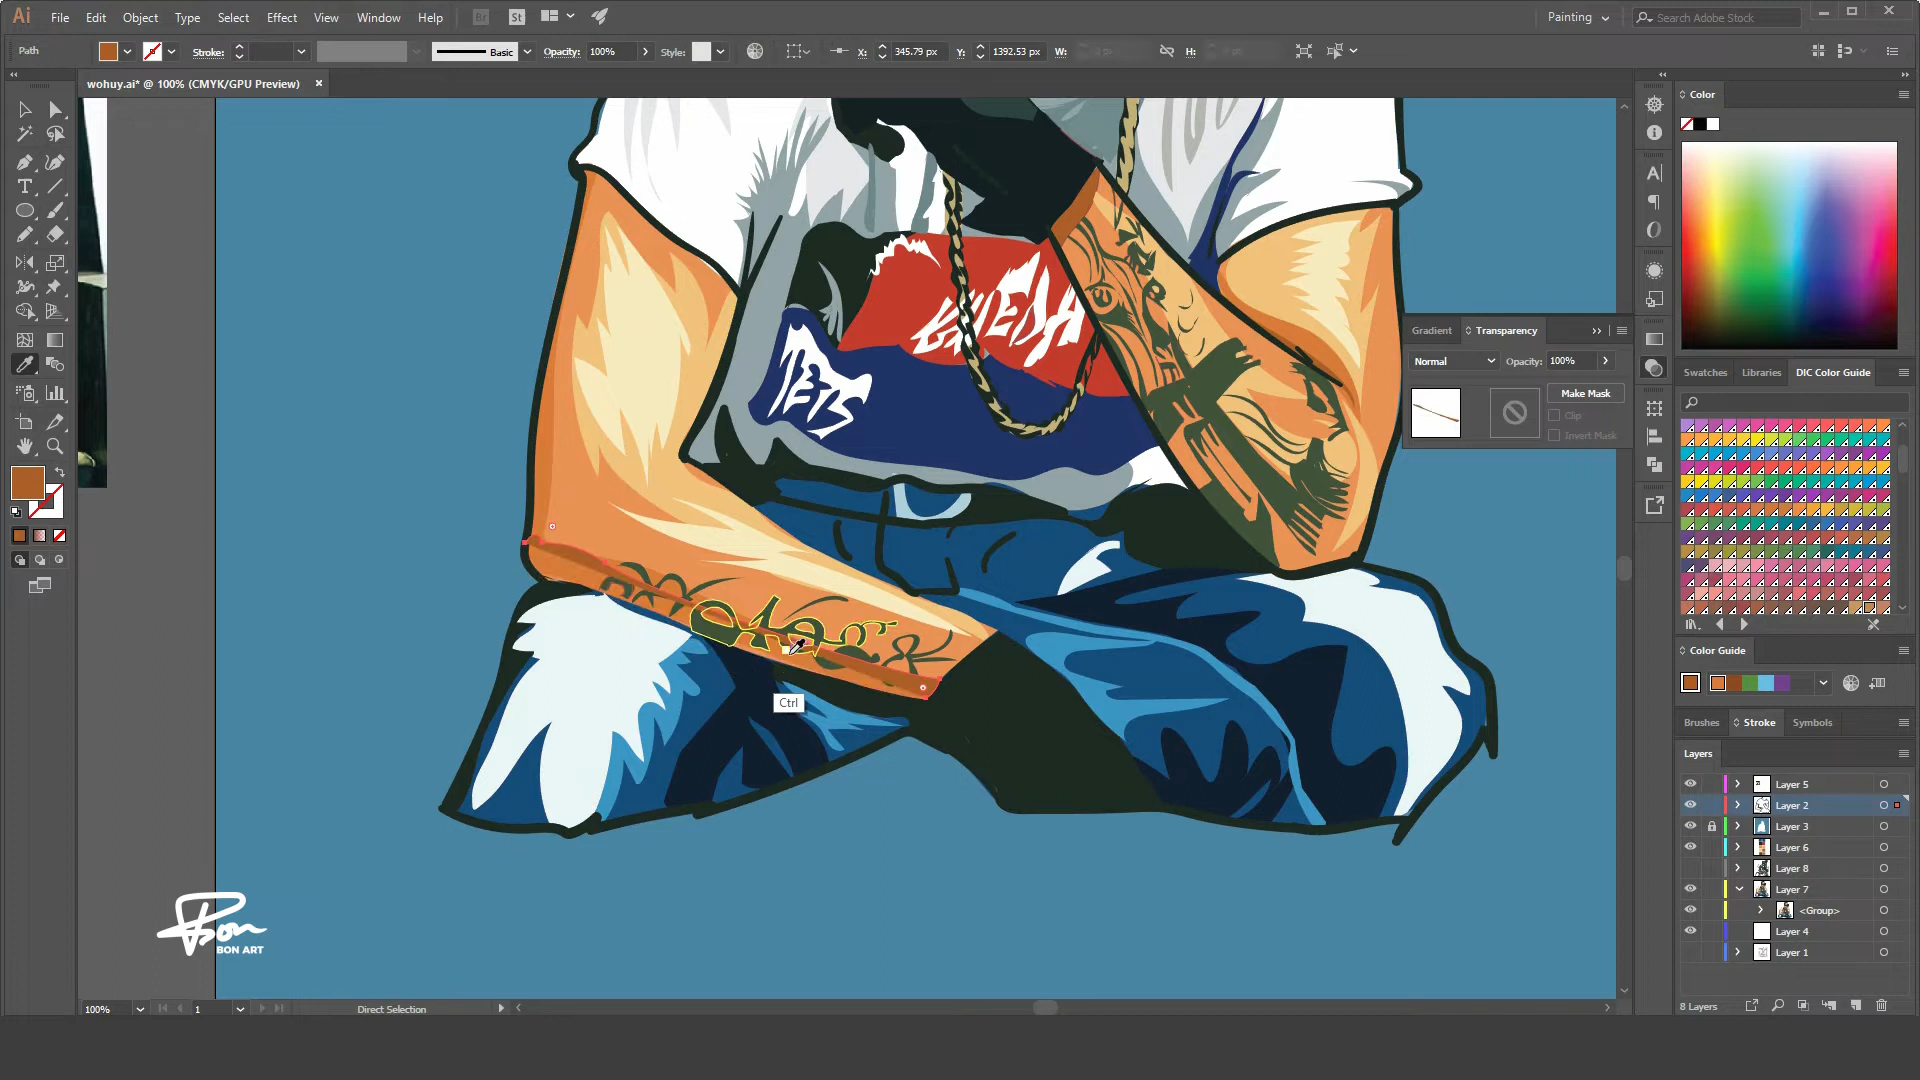 Ai File Edit Object Type Select Effect View Window Help Br St Painting Search Adobe Stock
Path Stroke: Basic Opacity: 100% Style: X: 345.79 px Y: 1392.53 px W: H:
wohuy.ai* @ 100% (CMYK/GPU Preview) ×
Color
Gradient Transparency
Normal Opacity: 100%
Make Mask
Clip
Invert Mask
Swatches Libraries DIC Color Guide
Color Guide
Brushes Stroke Symbols
Layers
Layer 5
Layer 2
Layer 3
Layer 6
Layer 8
Layer 7
<Group>
Layer 4
Layer 1
8 Layers
Ctrl
Bon
BON ART
100% 1 Direct Selection